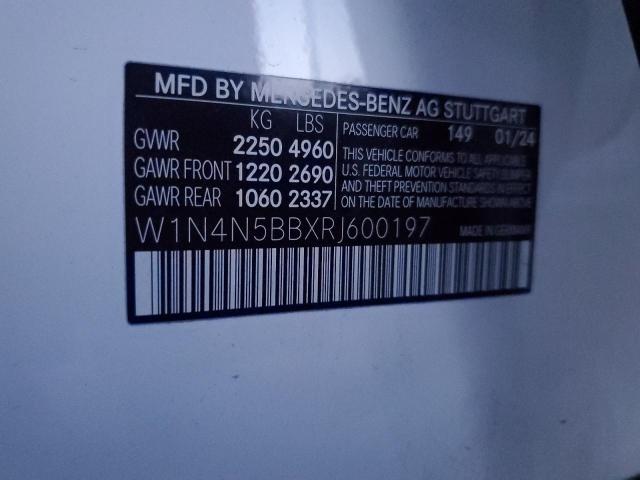 MFD BY MERCEDES-BENZ AG STUTTGART
KG LBS
GVWR 2250 4960
GAWR FRONT 1220 2690
GAWR REAR 1060 2337
PASSENGER CAR 149 01/24
THIS VEHICLE CONFORMS TO ALL APPLICABLE
U.S. FEDERAL MOTOR VEHICLE SAFETY BUMPER
AND THEFT PREVENTION STANDARDS IN EFFECT
ON THE DATE OF MANUFACTURE SHOWN ABOVE.
W1N4N5BBXRJ600197
MADE IN GERMANY